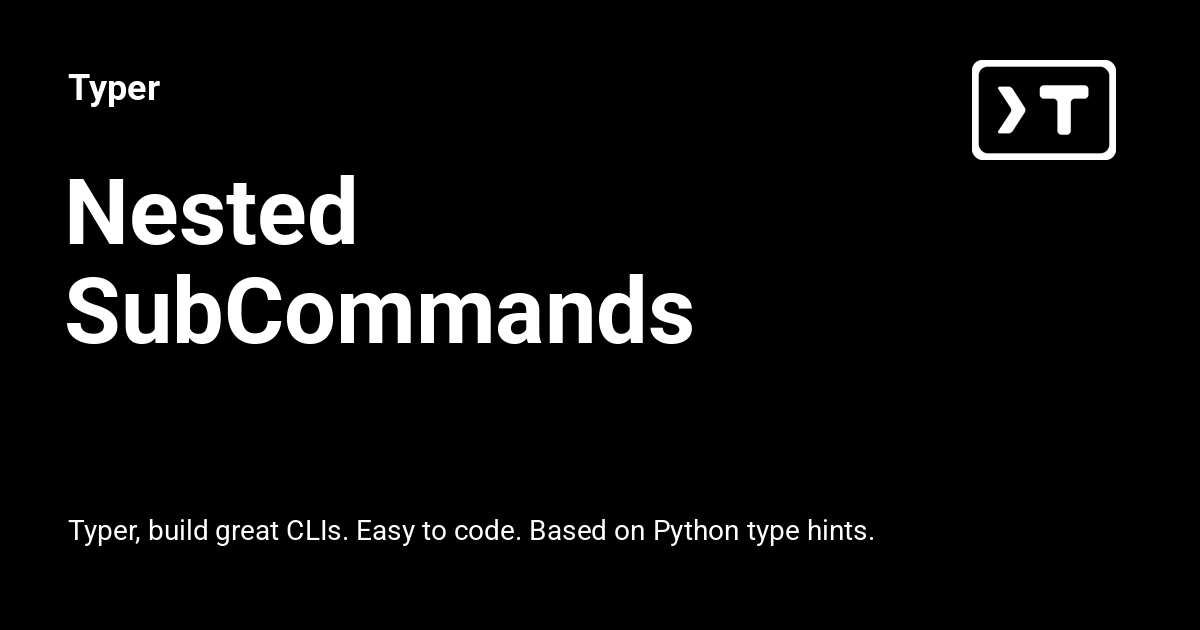 Typer
❯ T
Nested
SubCommands
Typer, build great CLIs. Easy to code. Based on Python type hints.